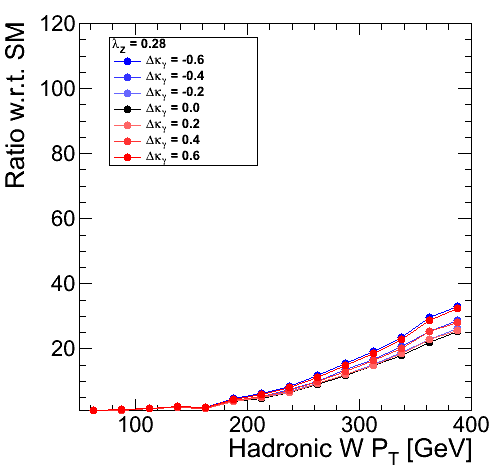 Ratio w.r.t. SM
120
100
80
60
40
20
λZ = 0.28
Δκγ = -0.6
Δκγ = -0.4
Δκγ = -0.2
Δκγ = 0.0
Δκγ = 0.2
Δκγ = 0.4
Δκγ = 0.6
100 200 300 400
Hadronic W PT [GeV]